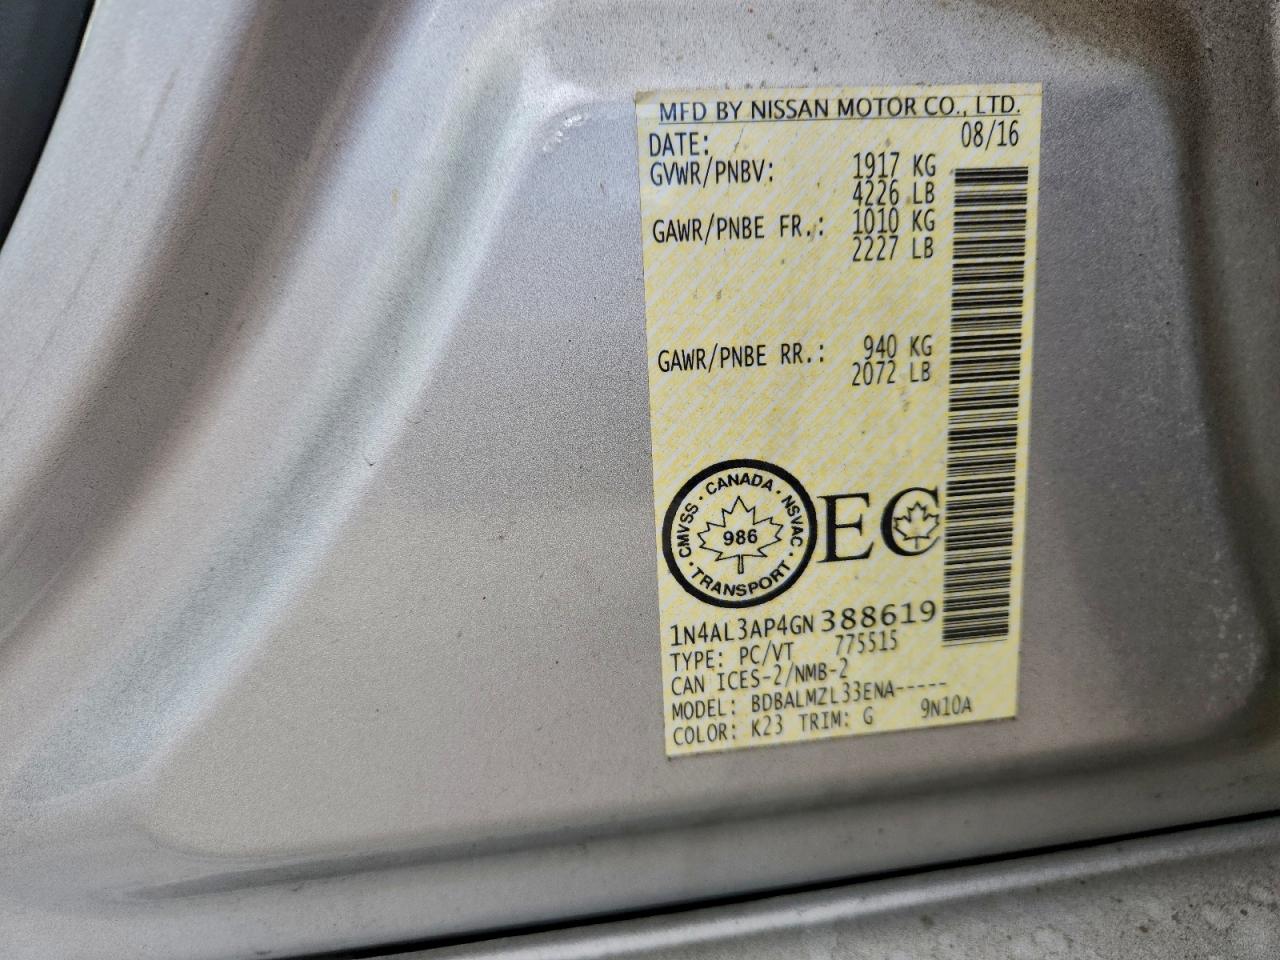 MFD BY NISSAN MOTOR CO., LTD.
DATE: 08/16
GVWR/PNBV: 1917 KG
4226 LB
GAWR/PNBE FR.: 1010 KG
2227 LB
GAWR/PNBE RR.: 940 KG
2072 LB
CMVSS · CANADA · NSVAC · TRANSPORT ·
986
EC
1N4AL3AP4GN388619
TYPE: PC/VT 775515
CAN ICES-2/NMB-2
MODEL: BDBALMZL33ENA-----
COLOR: K23 TRIM: G 9N10A